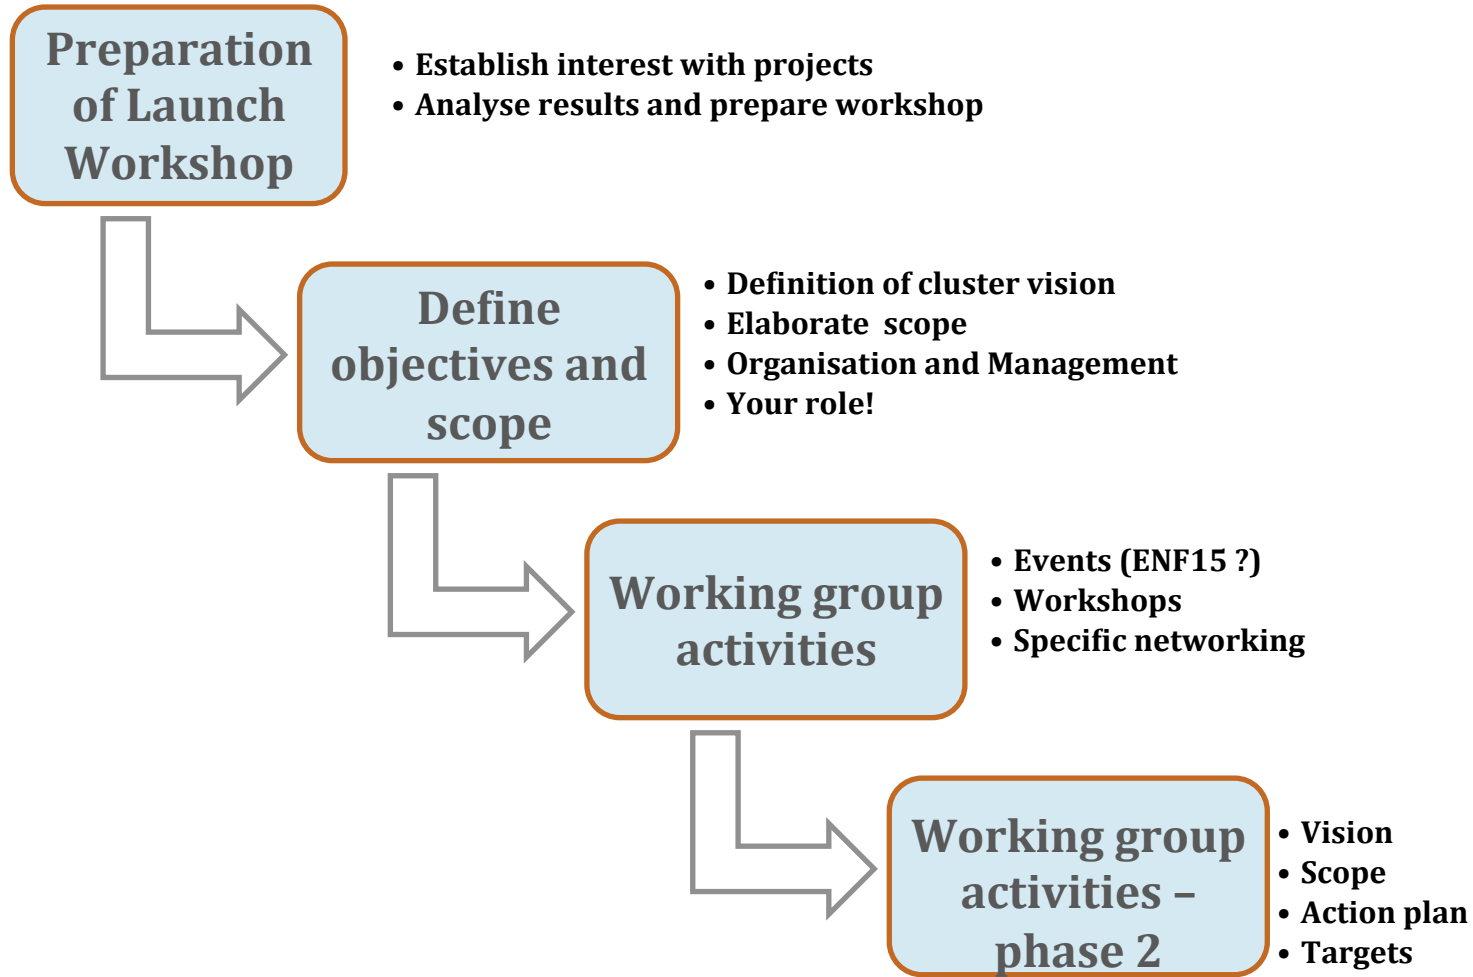 Preparation
of Launch
Workshop
• Establish interest with projects
• Analyse results and prepare workshop
Define
objectives and
scope
• Definition of cluster vision
• Elaborate scope
• Organisation and Management
• Your role!
Working group
activities
• Events (ENF15 ?)
• Workshops
• Specific networking
Working group
activities –
phase 2
• Vision
• Scope
• Action plan
• Targets